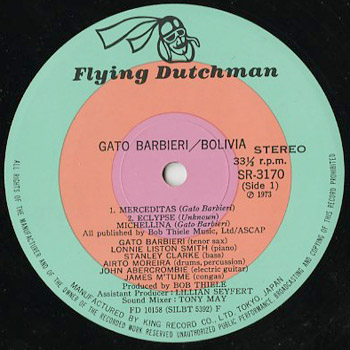 Flying Dutchman
GATO BARBIERI/BOLIVIA
STEREO
33⅓ r.p.m.
SR-3170
(Side 1)
Ⓟ 1973
1. MERCEDITAS (Gato Barbieri)
2. ECLYPSE (Unknown)
MICHELLINA (Gato Barbieri)
All published by Bob Thiele Music, Ltd/ASCAP
GATO BARBIERI (tenor sax)
LONNIE LISTON SMITH (piano)
STANLEY CLARKE (bass)
AIRTO MOREIRA (drums, percussion)
JOHN ABERCROMBIE (electric guitar)
JAMES M'TUME (congas)
Produced by BOB THIELE
Album Presentation: LILLIAN SEYFERT
Sound Mixer: TONY MAY
FD 10158 (SILBT 5392) F
ALL RIGHTS OF THE MANUFACTURER AND OF THE OWNER OF THE RECORDED WORK RESERVED UNAUTHORIZED PUBLIC PERFORMANCE, BROADCASTING AND COPYING OF THIS RECORD PROHIBITED
MANUFACTURED BY KING RECORD CO., LTD. TOKYO, JAPAN